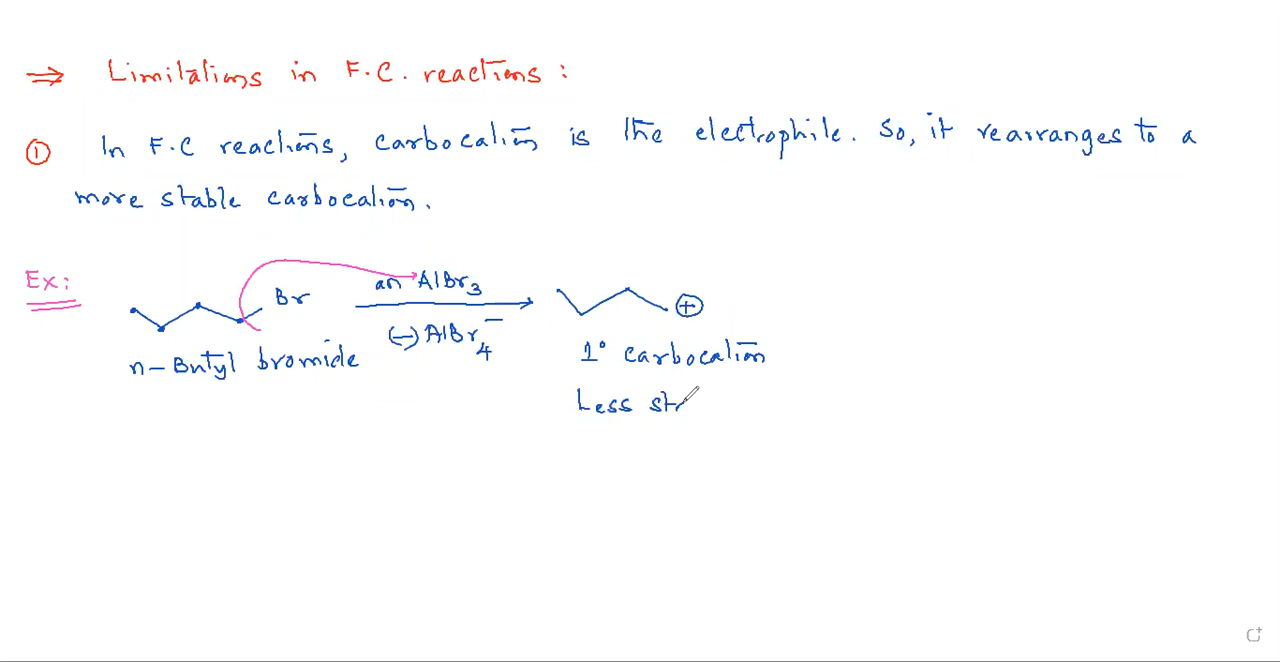 ⇒ Limitations in F.C. reactions :
① In F.C reactions, carbocation is the electrophile. So, it rearranges to a
more stable carbocation.
Ex:
Br
an AlBr3
(-) AlBr4⁻
⊕
n-Butyl bromide
1° carbocation
Less st